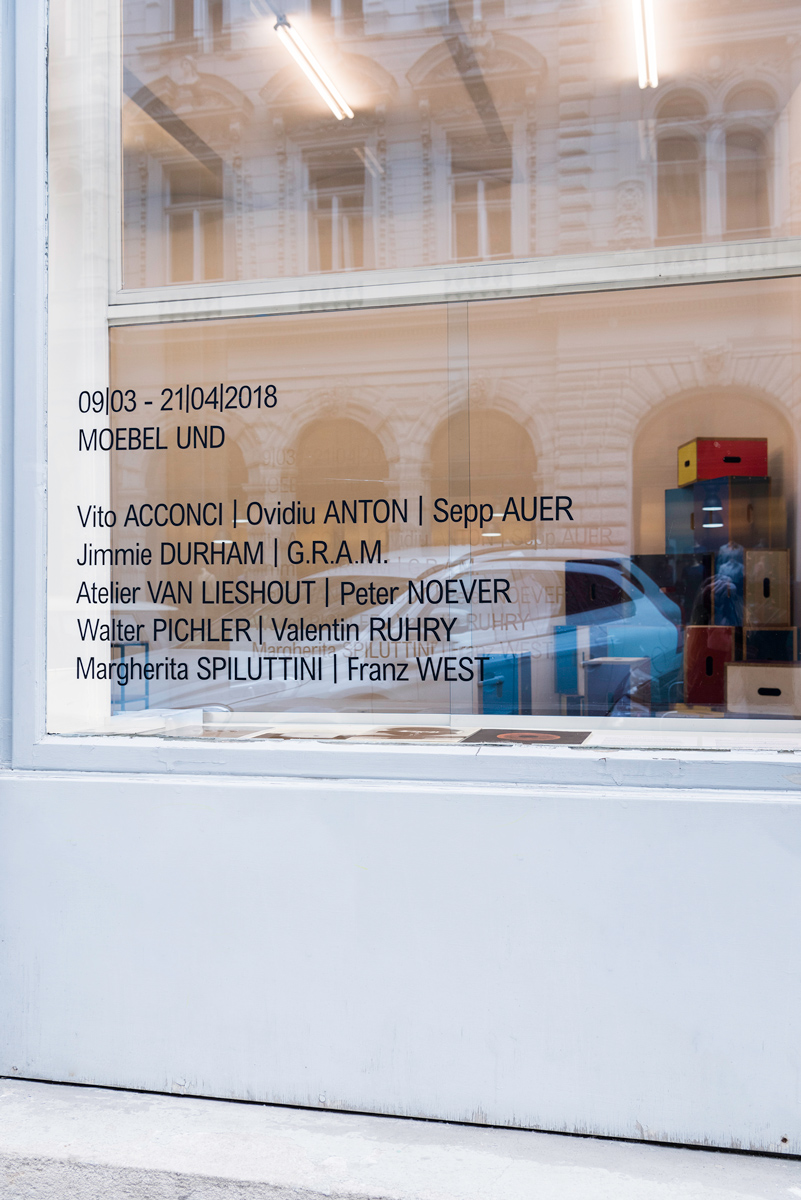 09|03 - 21|04|2018
MOEBEL UND
Vito ACCONCI | Ovidiu ANTON | Sepp AUER
Jimmie DURHAM | G.R.A.M.
Atelier VAN LIESHOUT | Peter NOEVER
Walter PICHLER | Valentin RUHRY
Margherita SPILUTTINI | Franz WEST